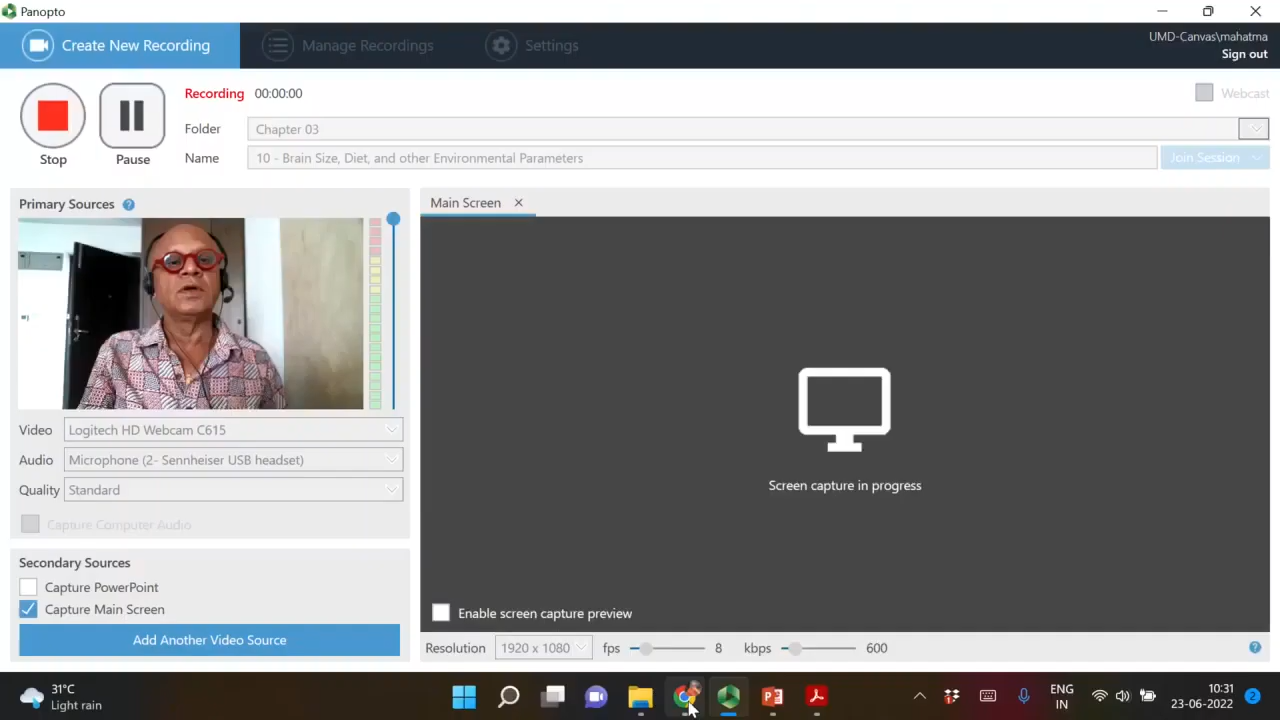 Panopto
Create New Recording
Manage Recordings
Settings
UMD-Canvas\mahatma
Sign out
Recording 00:00:00
Webcast
Folder Chapter 03
Stop
Pause
Name 10 - Brain Size, Diet, and other Environmental Parameters
Join Session
Primary Sources ?
Main Screen ×
Video Logitech HD Webcam C615
Audio Microphone (2- Sennheiser USB headset)
Quality Standard
Capture Computer Audio
Screen capture in progress
Secondary Sources
Capture PowerPoint
Capture Main Screen
Add Another Video Source
Enable screen capture preview
Resolution 1920 x 1080 fps 8 kbps 600 ?
31°C
Light rain
ENG
IN
10:31
23-06-2022
2